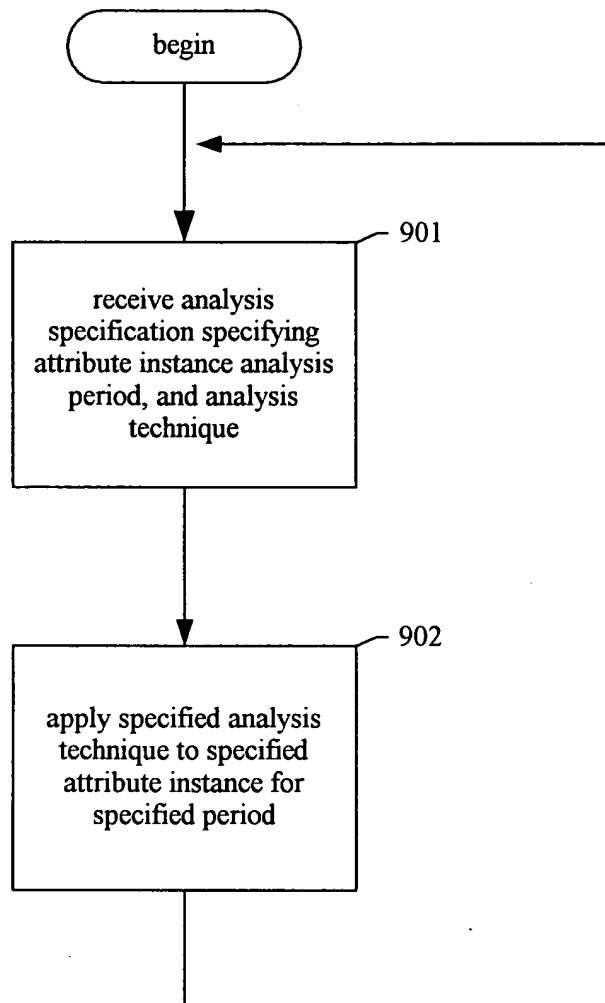 begin
901
receive analysis
specification specifying
attribute instance analysis
period, and analysis
technique
902
apply specified analysis
technique to specified
attribute instance for
specified period